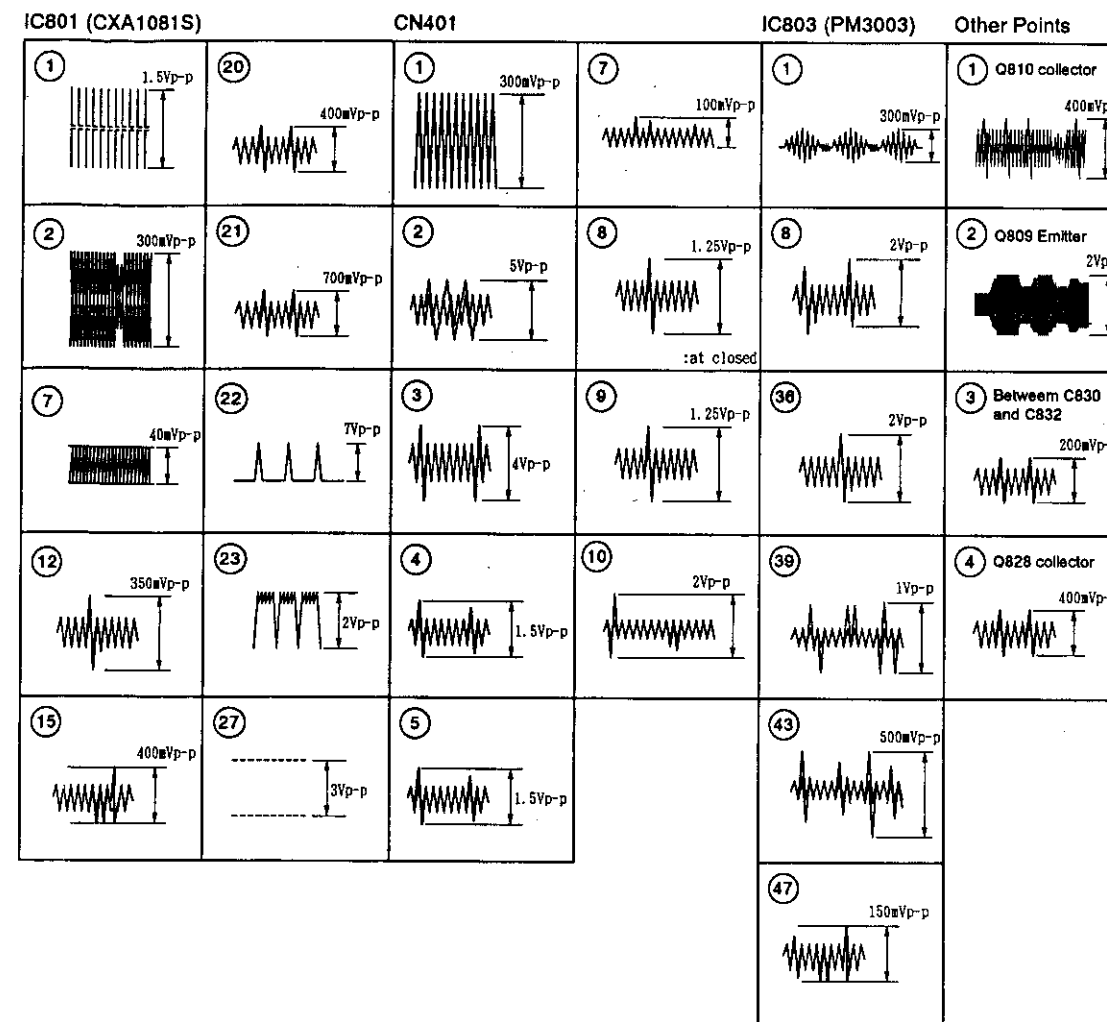 IC801 (CXA1081S)
CN401
IC803 (PM3003)
Other Points
1
1.5Vp-p
20
400mVp-p
1
300mVp-p
7
100mVp-p
1
300mVp-p
1 Q810 collector
400mVp
2
300mVp-p
21
700mVp-p
2
5Vp-p
8
1.25Vp-p
:at closed
8
2Vp-p
2 Q809 Emitter
2Vp
7
40mVp-p
22
7Vp-p
3
4Vp-p
9
1.25Vp-p
36
2Vp-p
3 Betweem C830
and C832
200mVp-
12
350mVp-p
23
2Vp-p
4
1.5Vp-p
10
2Vp-p
39
1Vp-p
4 Q828 collector
400mVp-
15
400mVp-p
27
3Vp-p
5
1.5Vp-p
43
500mVp-p
47
150mVp-p